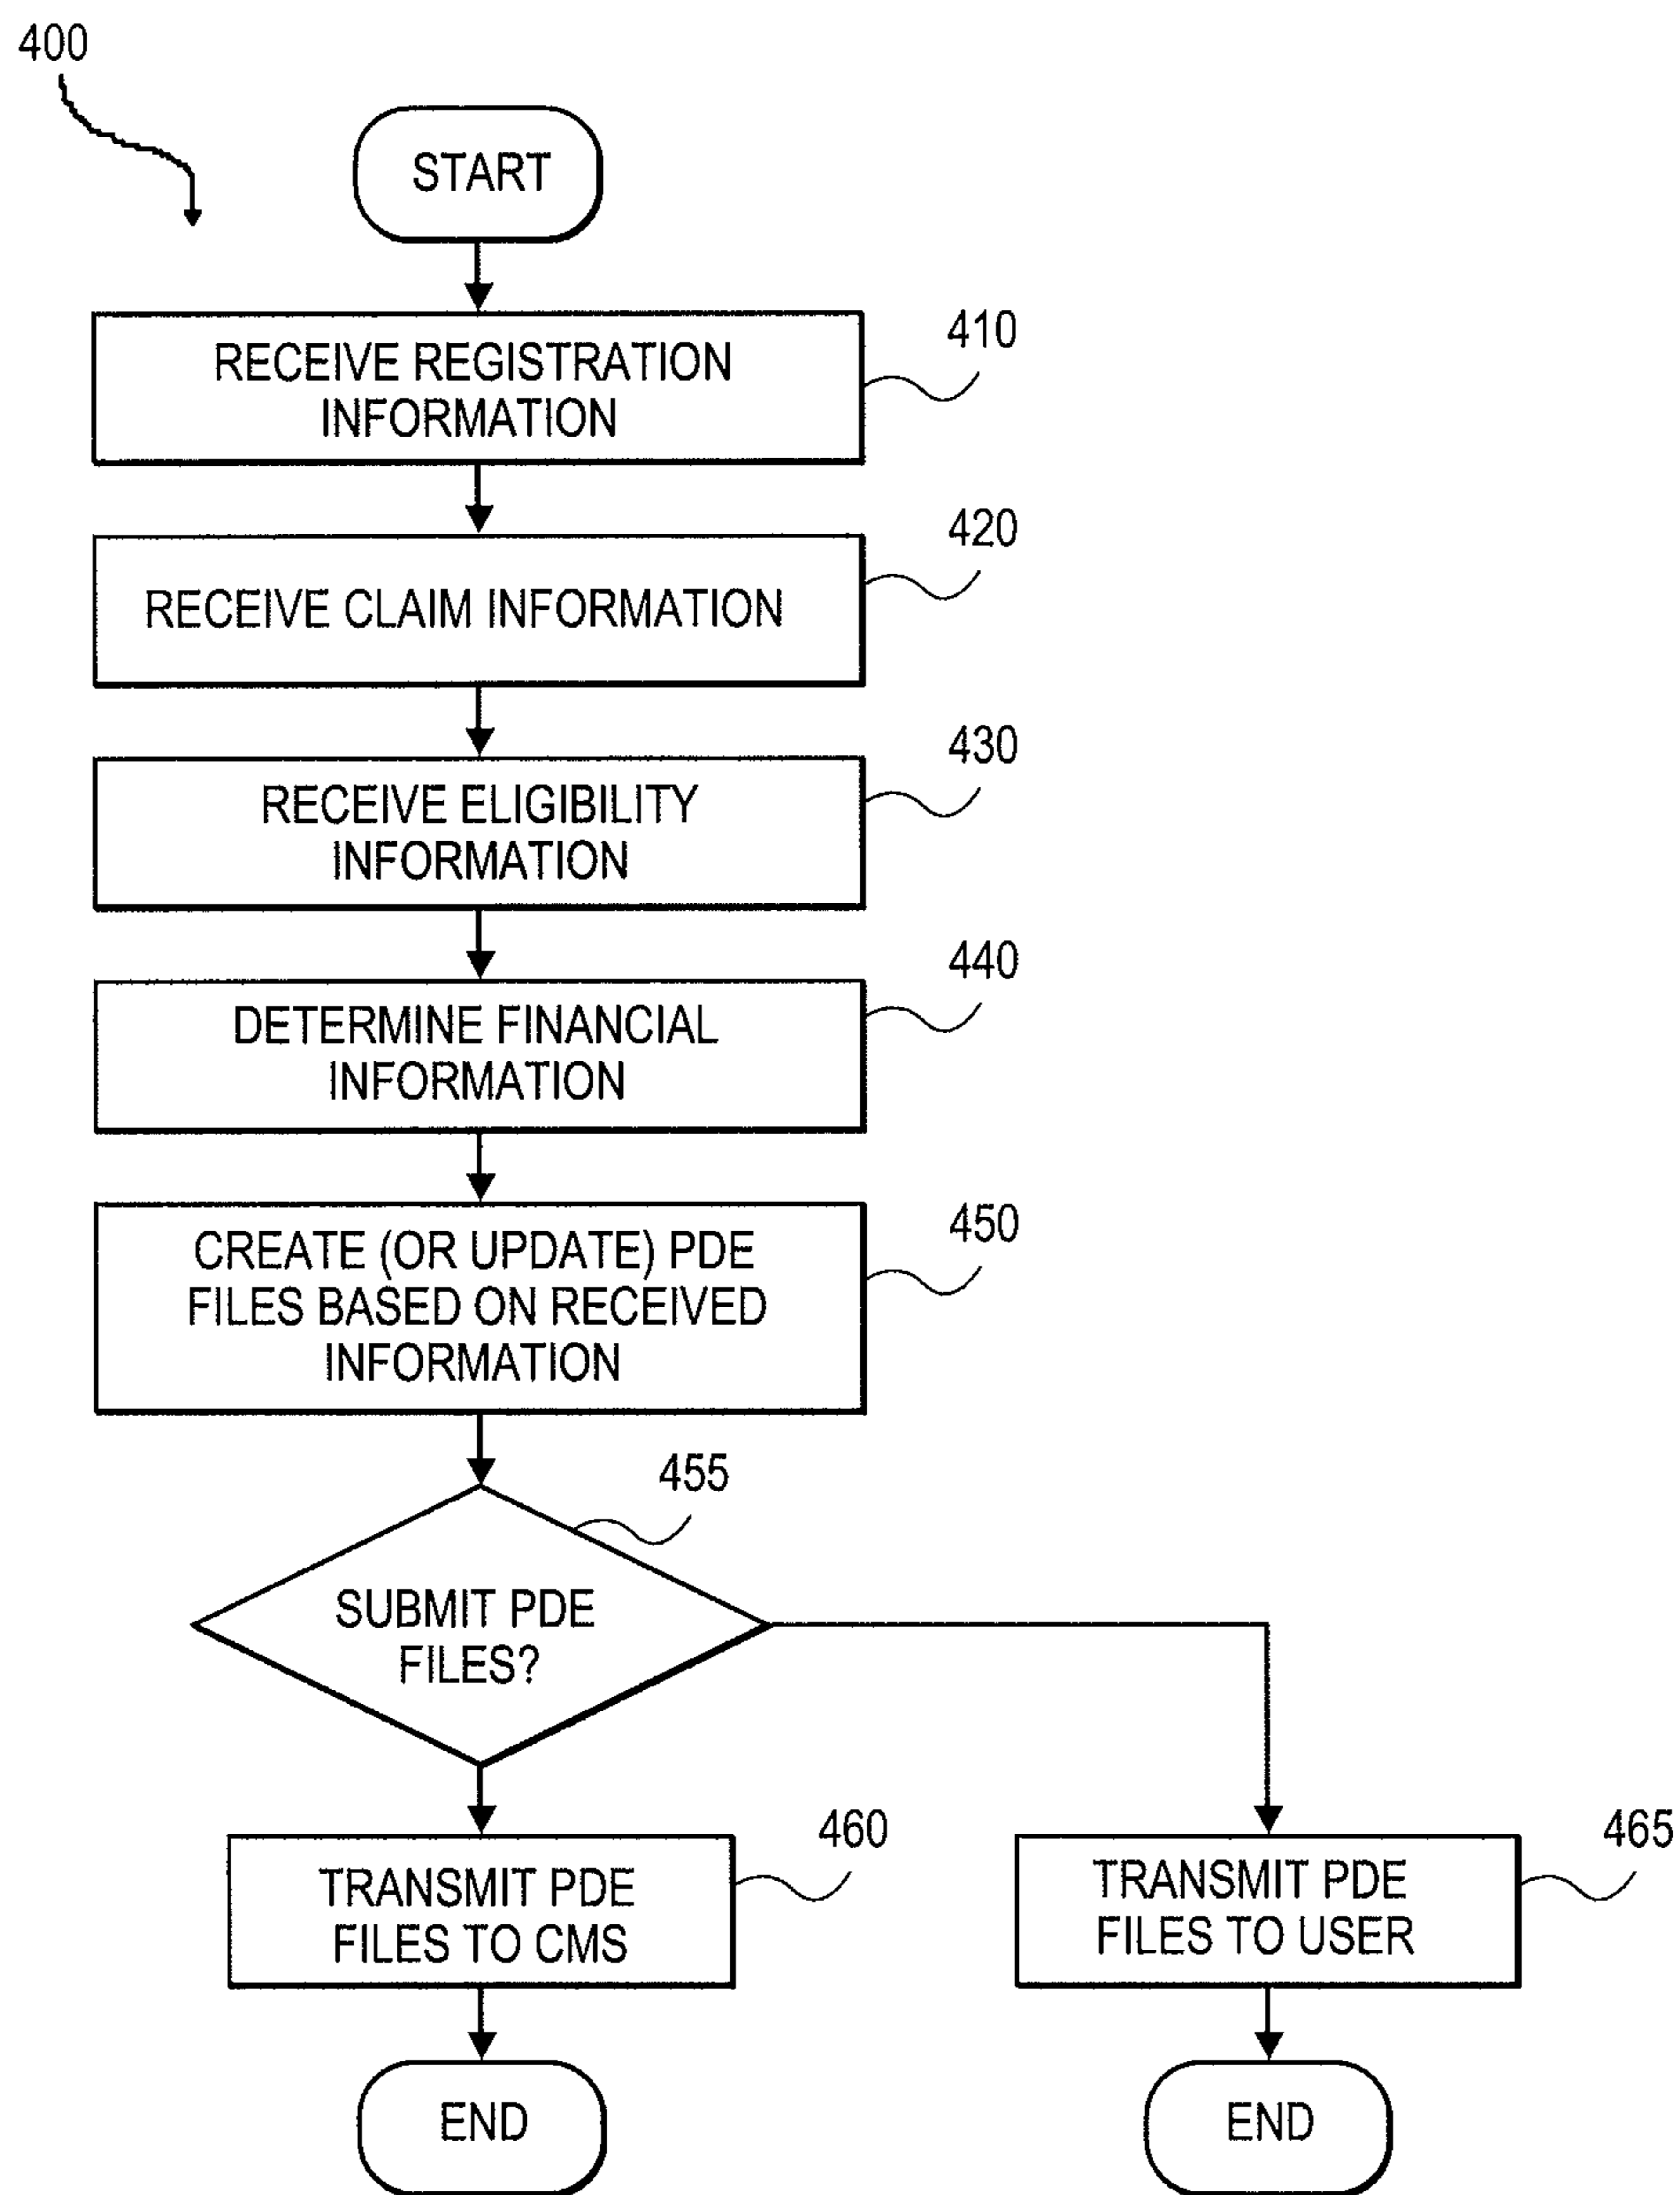 400
START
RECEIVE REGISTRATION
INFORMATION
410
RECEIVE CLAIM INFORMATION
420
RECEIVE ELIGIBILITY
INFORMATION
430
DETERMINE FINANCIAL
INFORMATION
440
CREATE (OR UPDATE) PDE
FILES BASED ON RECEIVED
INFORMATION
450
455
SUBMIT PDE
FILES?
TRANSMIT PDE
FILES TO CMS
460
TRANSMIT PDE
FILES TO USER
465
END
END